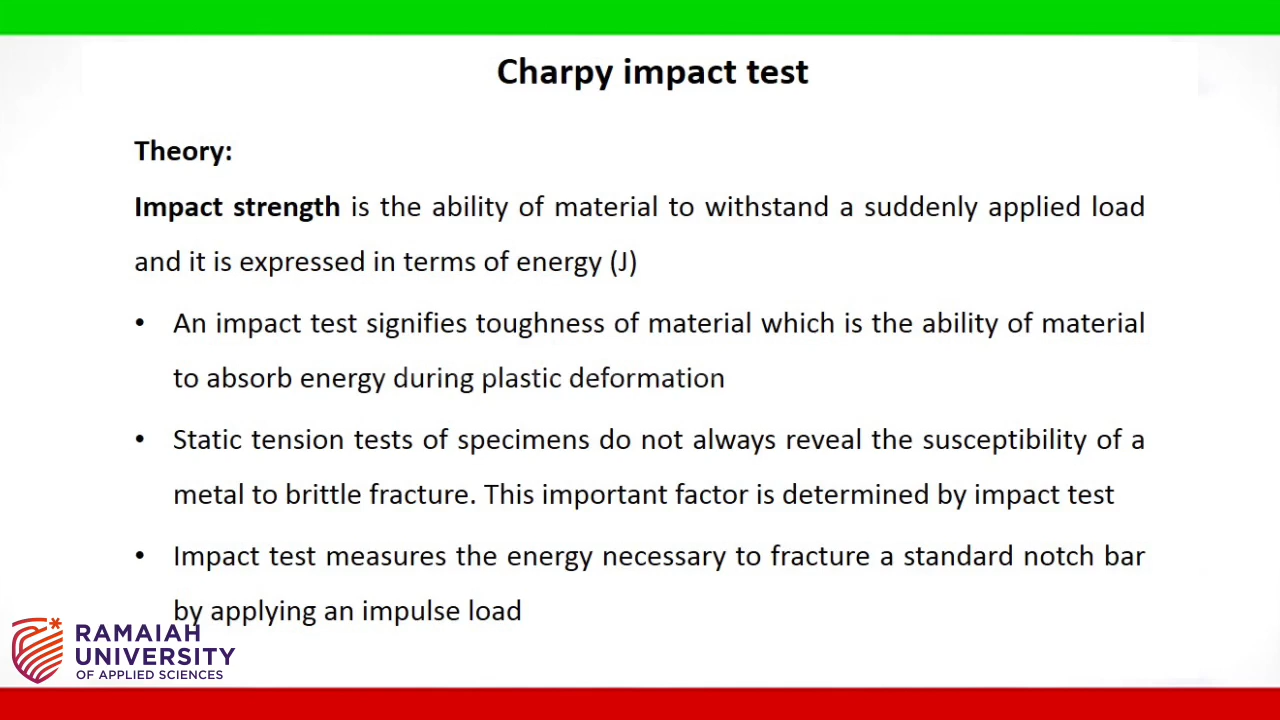 Charpy impact test
Theory:
Impact strength is the ability of material to withstand a suddenly applied load
and it is expressed in terms of energy (J)
• An impact test signifies toughness of material which is the ability of material
to absorb energy during plastic deformation
• Static tension tests of specimens do not always reveal the susceptibility of a
metal to brittle fracture. This important factor is determined by impact test
• Impact test measures the energy necessary to fracture a standard notch bar
by applying an impulse load
RAMAIAH
UNIVERSITY
OF APPLIED SCIENCES